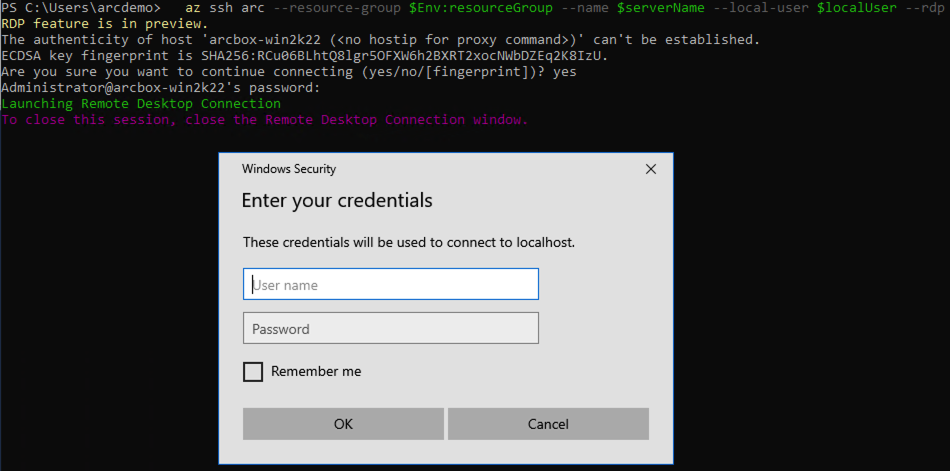 PS C:\Users\arcdemo>   az ssh arc --resource-group $Env:resourceGroup --name $serverName --local-user $localUser --rdp
RDP feature is in preview.
The authenticity of host 'arcbox-win2k22 (<no hostip for proxy command>)' can't be established.
ECDSA key fingerprint is SHA256:RCu06BLhtQ8lgr5OFXW6h2BXRT2xocNWbDZEq2K8IzU.
Are you sure you want to continue connecting (yes/no/[fingerprint])? yes
Administrator@arcbox-win2k22's password:
Launching Remote Desktop Connection
To close this session, close the Remote Desktop Connection window.
Windows Security
Enter your credentials
These credentials will be used to connect to localhost.
User name
Password
Remember me
OK
Cancel